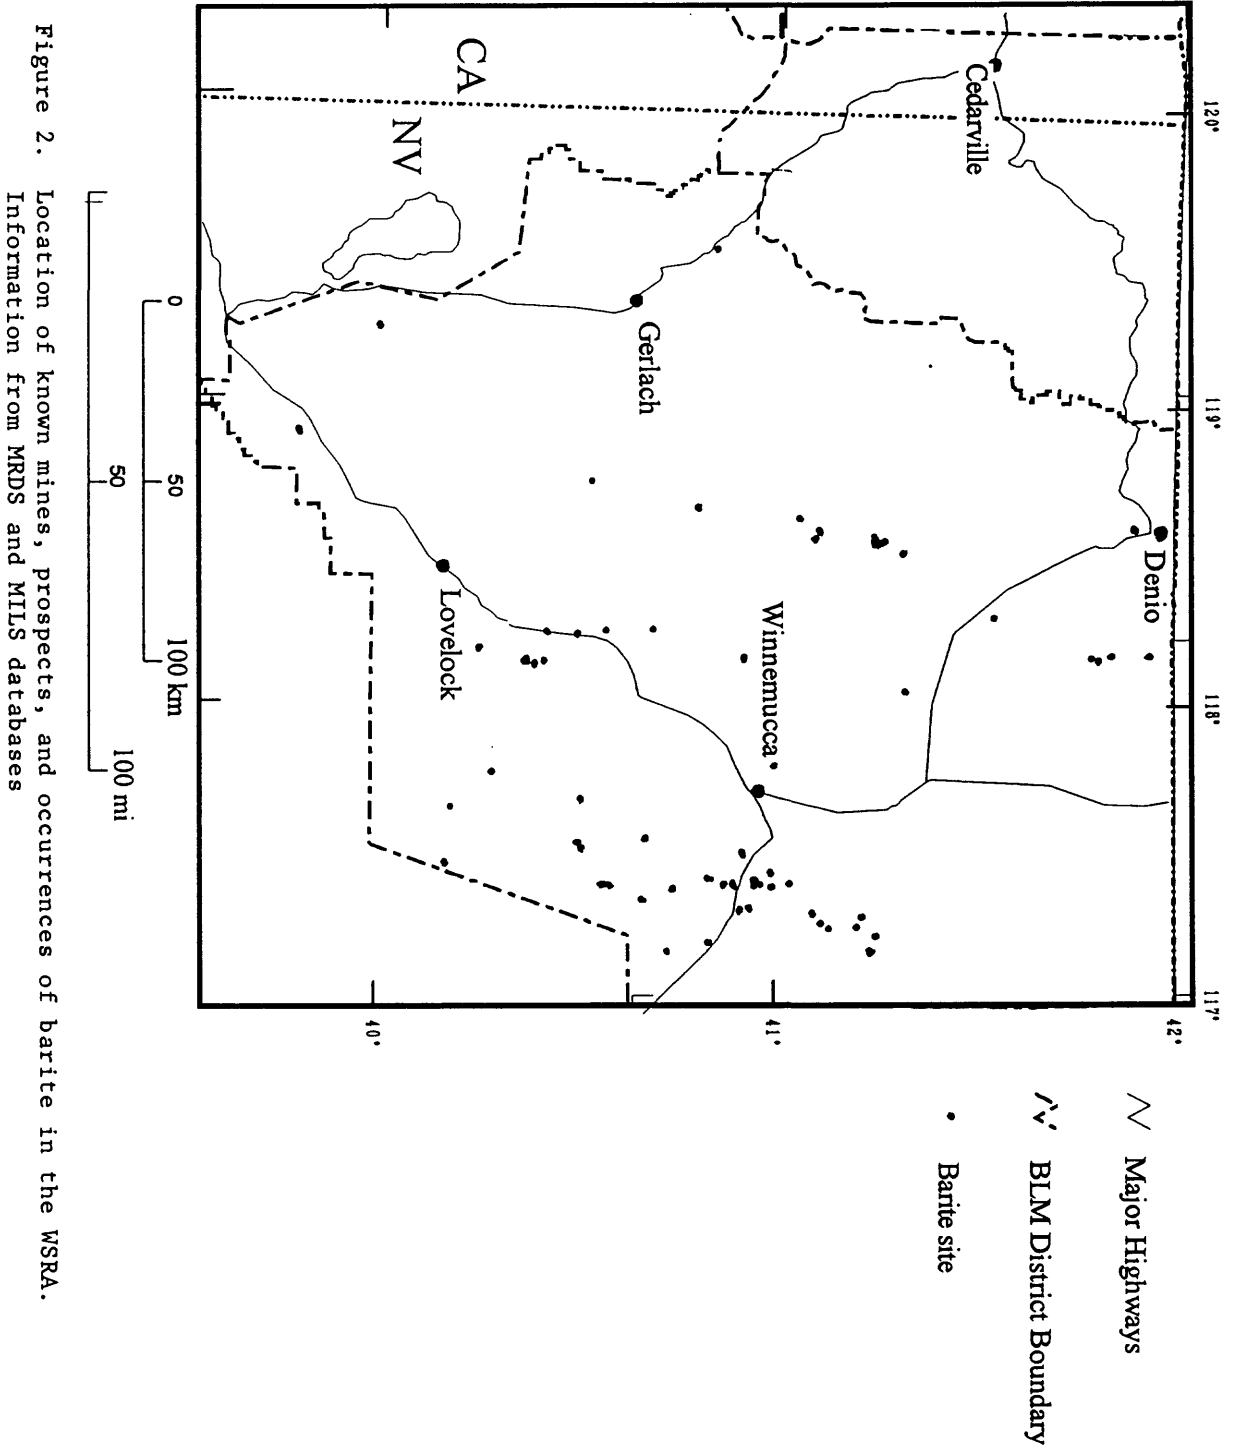 120°
119°
118°
117°
42°
41°
40°
Cedarville
Denio
CA
NV
Gerlach
Winnemucca
Lovelock
Major Highways
BLM District Boundary
Barite site
0
50
100 km
50
100 mi
Figure 2. Location of known mines, prospects, and occurrences of barite in the WSRA.
Information from MRDS and MILS databases